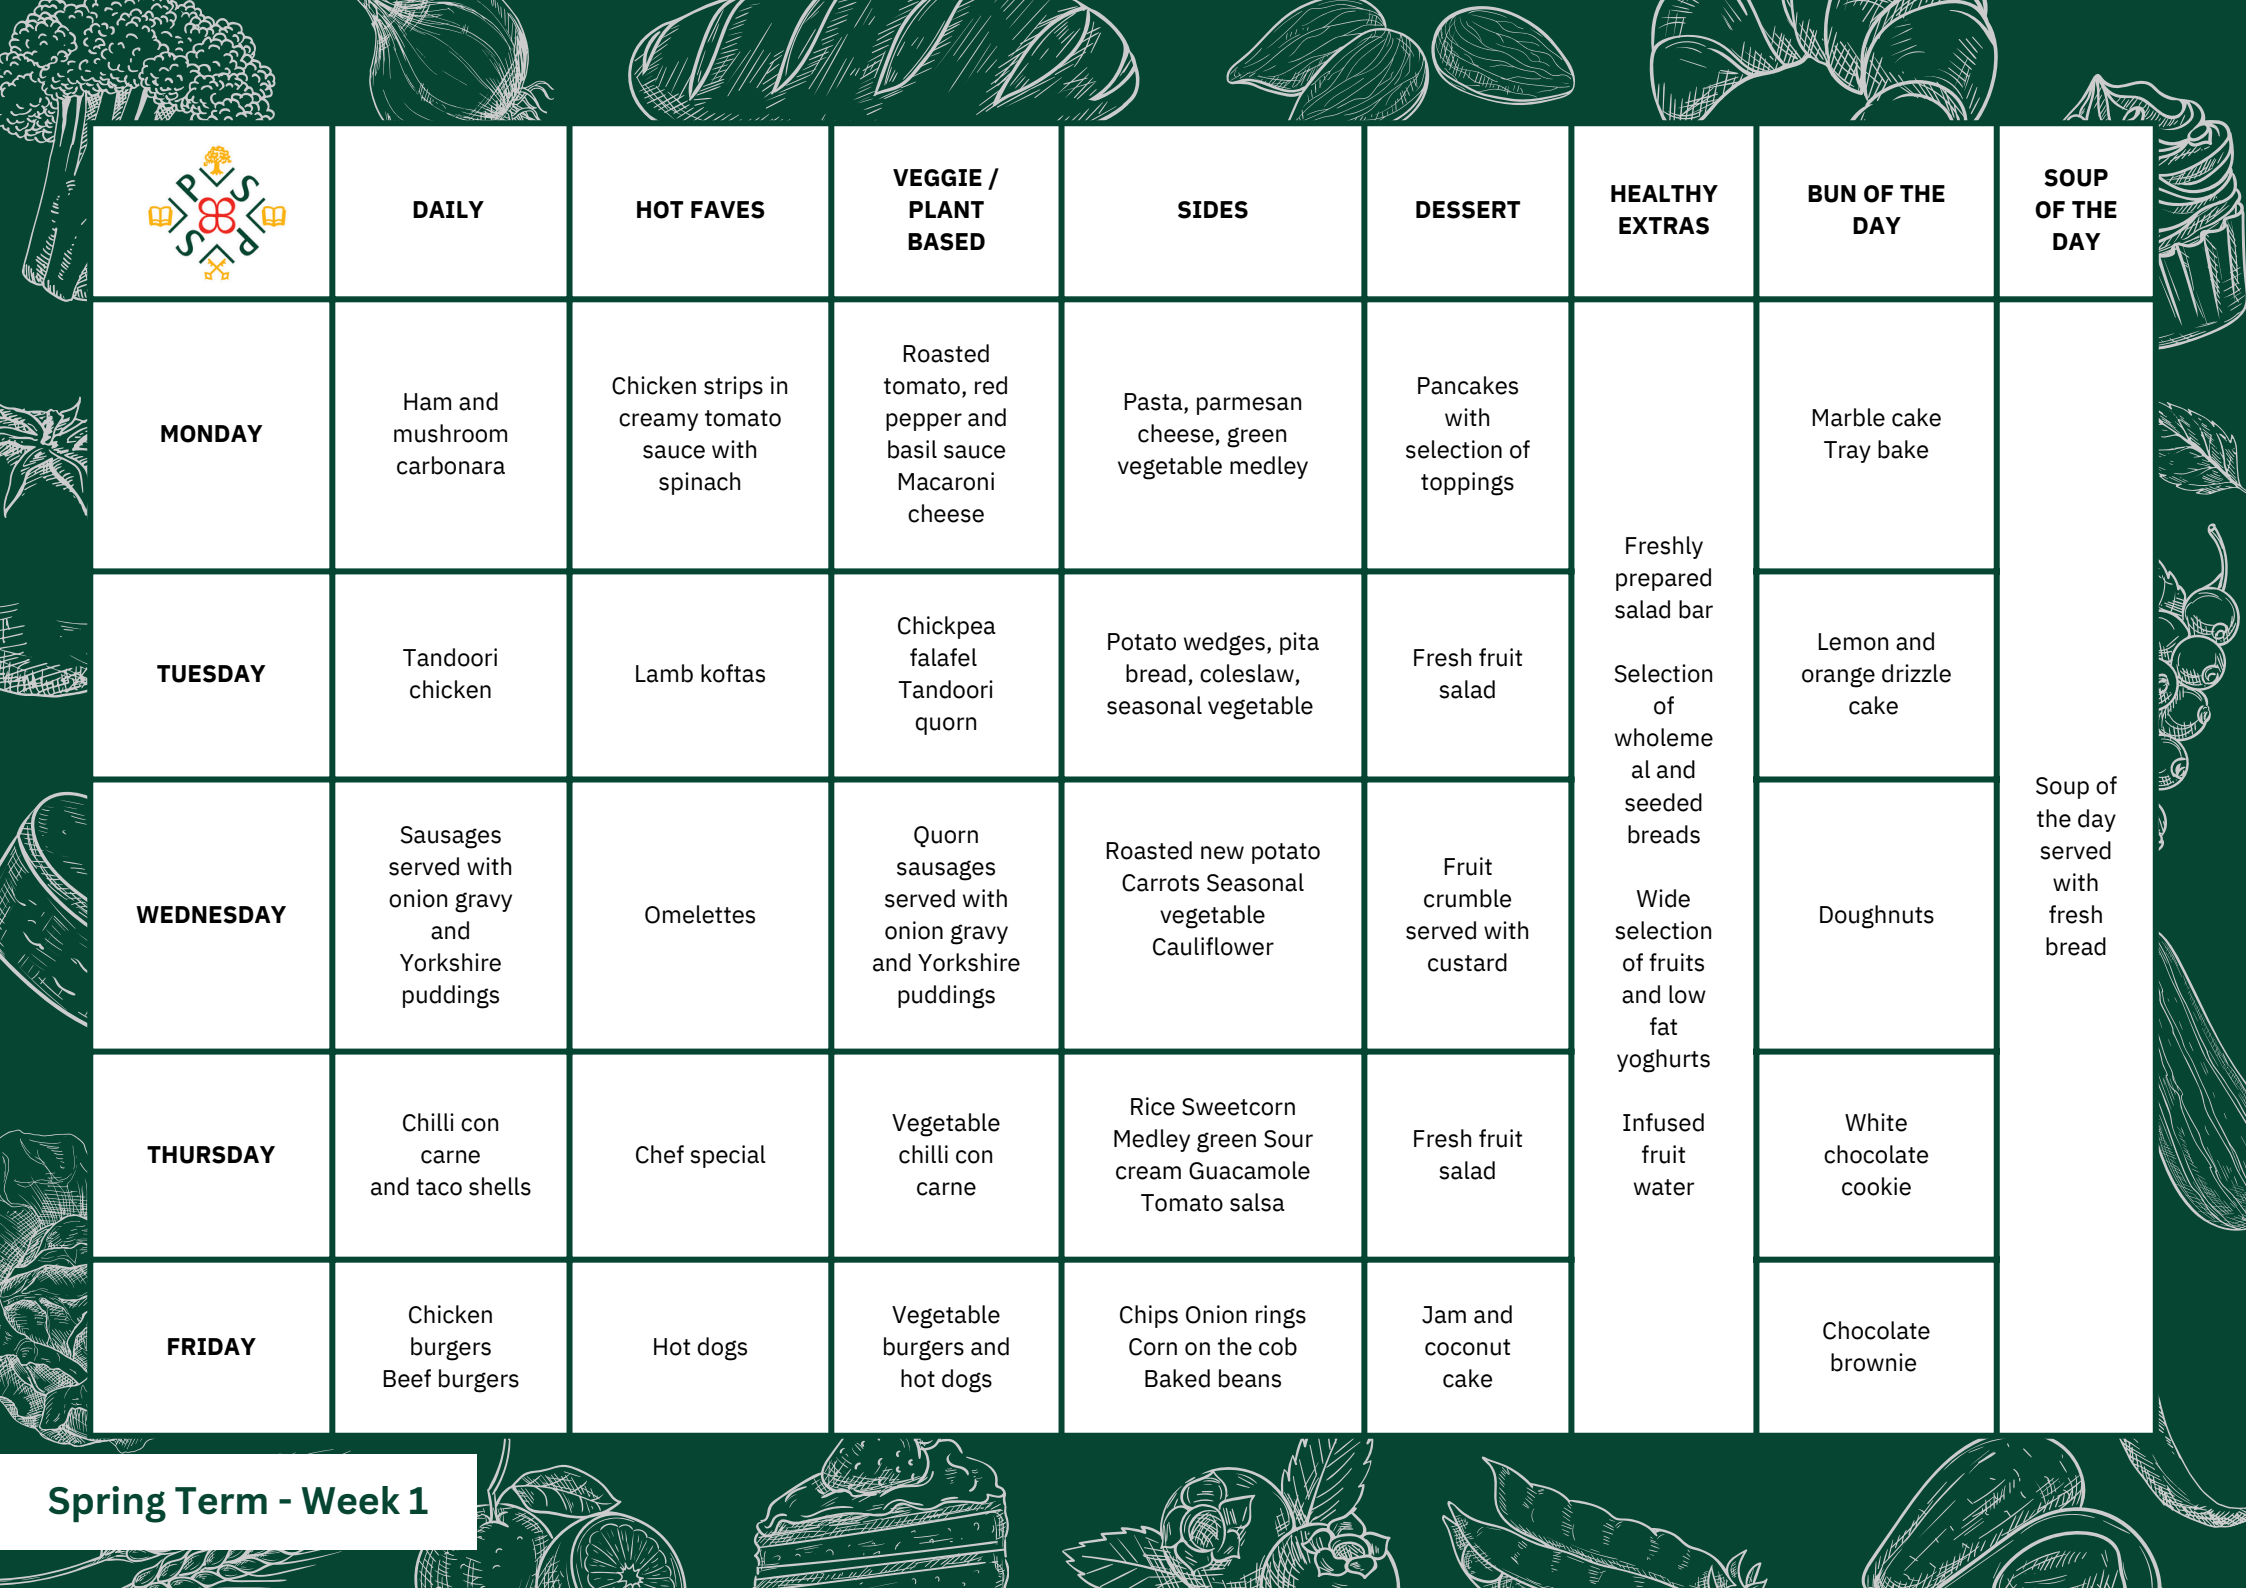 P S
S P
DAILY
HOT FAVES
VEGGIE /
PLANT
BASED
SIDES
DESSERT
HEALTHY
EXTRAS
BUN OF THE
DAY
SOUP
OF THE
DAY
MONDAY
Ham and
mushroom
carbonara
Chicken strips in
creamy tomato
sauce with
spinach
Roasted
tomato, red
pepper and
basil sauce
Macaroni
cheese
Pasta, parmesan
cheese, green
vegetable medley
Pancakes
with
selection of
toppings
Freshly
prepared
salad bar
Selection
of
wholeme
al and
seeded
breads
Wide
selection
of fruits
and low
fat
yoghurts
Infused
fruit
water
Marble cake
Tray bake
Soup of
the day
served
with
fresh
bread
TUESDAY
Tandoori
chicken
Lamb koftas
Chickpea
falafel
Tandoori
quorn
Potato wedges, pita
bread, coleslaw,
seasonal vegetable
Fresh fruit
salad
Lemon and
orange drizzle
cake
WEDNESDAY
Sausages
served with
onion gravy
and
Yorkshire
puddings
Omelettes
Quorn
sausages
served with
onion gravy
and Yorkshire
puddings
Roasted new potato
Carrots Seasonal
vegetable
Cauliflower
Fruit
crumble
served with
custard
Doughnuts
THURSDAY
Chilli con
carne
and taco shells
Chef special
Vegetable
chilli con
carne
Rice Sweetcorn
Medley green Sour
cream Guacamole
Tomato salsa
Fresh fruit
salad
White
chocolate
cookie
FRIDAY
Chicken
burgers
Beef burgers
Hot dogs
Vegetable
burgers and
hot dogs
Chips Onion rings
Corn on the cob
Baked beans
Jam and
coconut
cake
Chocolate
brownie
Spring Term - Week 1